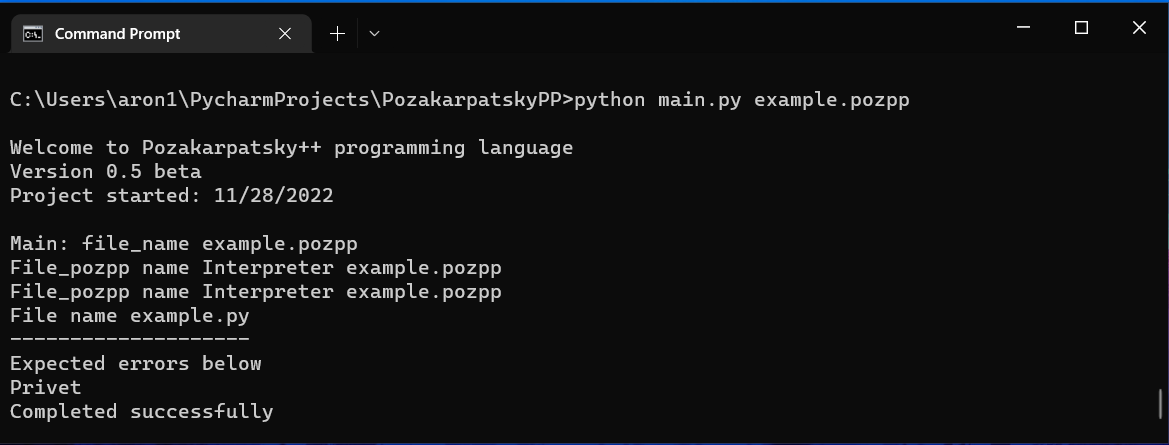 Command Prompt
C:\Users\aron1\PycharmProjects\PozakarpatskyPP>python main.py example.pozpp
Welcome to Pozakarpatsky++ programming language
Version 0.5 beta
Project started: 11/28/2022
Main: file_name example.pozpp
File_pozpp name Interpreter example.pozpp
File_pozpp name Interpreter example.pozpp
File name example.py
--------------------
Expected errors below
Privet
Completed successfully